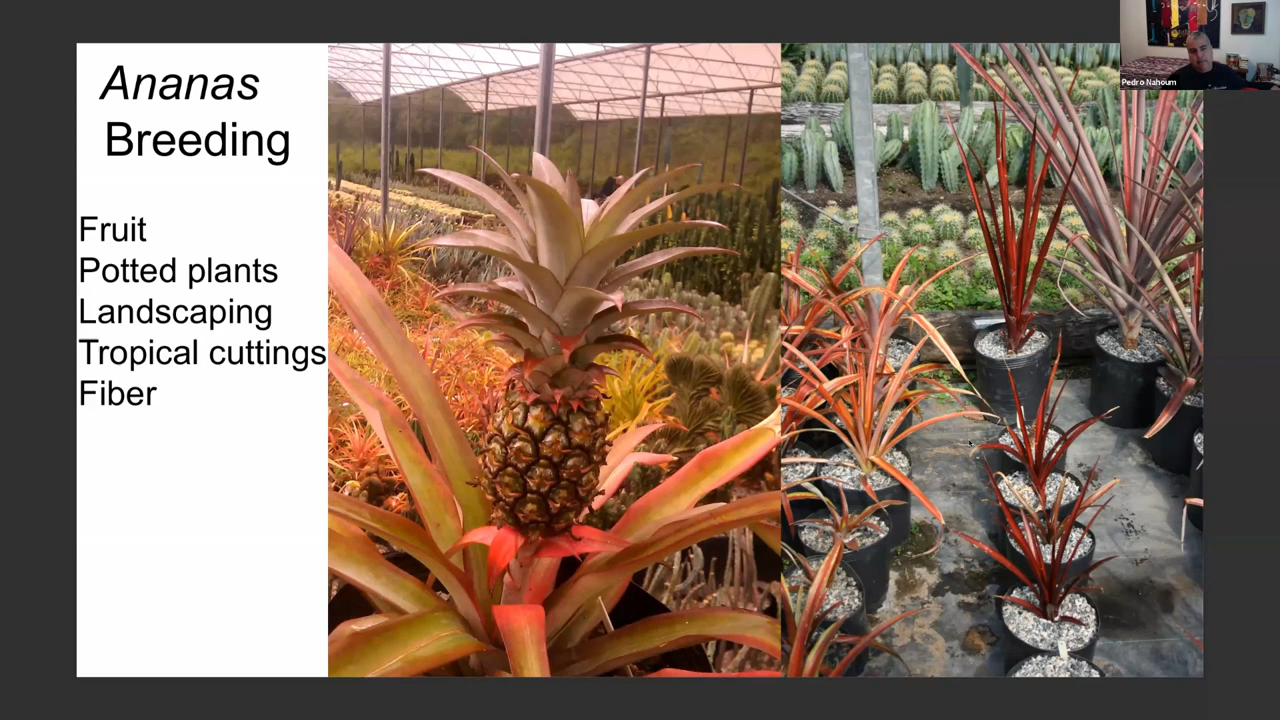 Ananas
Breeding
Fruit
Potted plants
Landscaping
Tropical cuttings
Fiber
Pedro Nahoum